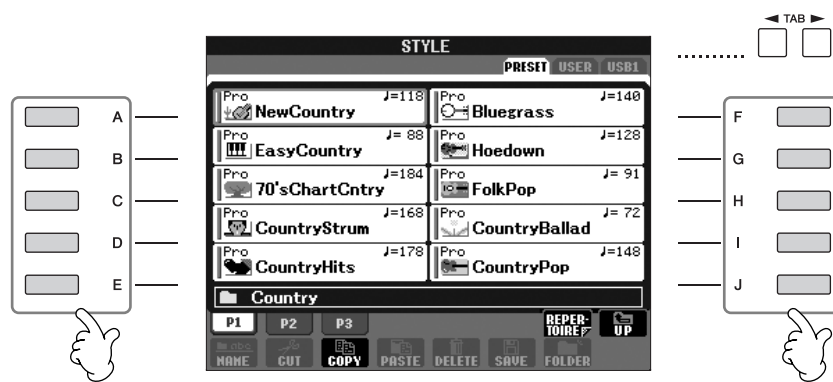 ◄ TAB ►
STYLE
PRESET USER USB1
A
B
C
D
E
Pro ♩=118
NewCountry
Pro ♩=140
Bluegrass
Pro ♩= 88
EasyCountry
Pro ♩=128
Hoedown
Pro ♩=184
70'sChartCntry
Pro ♩= 91
FolkPop
Pro ♩=168
CountryStrum
Pro ♩= 72
CountryBallad
Pro ♩=178
CountryHits
Pro ♩=148
CountryPop
Country
P1 P2 P3
REPER-
TOIRE
UP
abc
NAME CUT COPY PASTE DELETE SAVE FOLDER
F
G
H
I
J